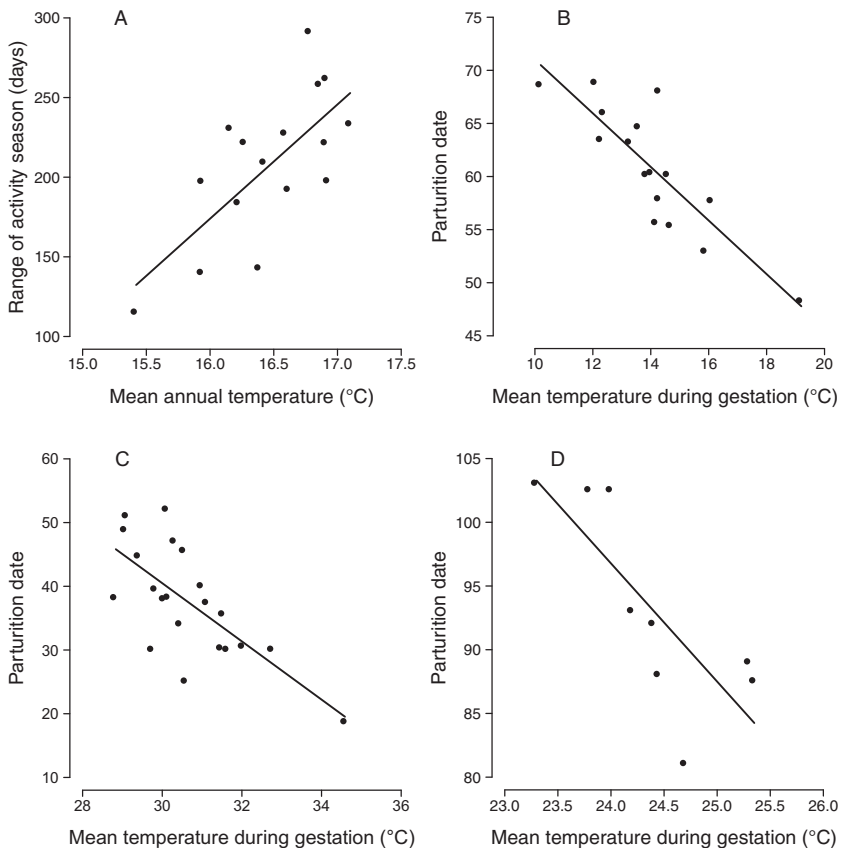 A
Range of activity season (days)
300
250
200
150
100
15.0 15.5 16.0 16.5 17.0 17.5
Mean annual temperature (°C)
B
Parturition date
75
70
65
60
55
50
45
10 12 14 16 18 20
Mean temperature during gestation (°C)
C
Parturition date
60
50
40
30
20
10
28 30 32 34 36
Mean temperature during gestation (°C)
D
Parturition date
105
100
95
90
85
80
23.0 23.5 24.0 24.5 25.0 25.5 26.0
Mean temperature during gestation (°C)